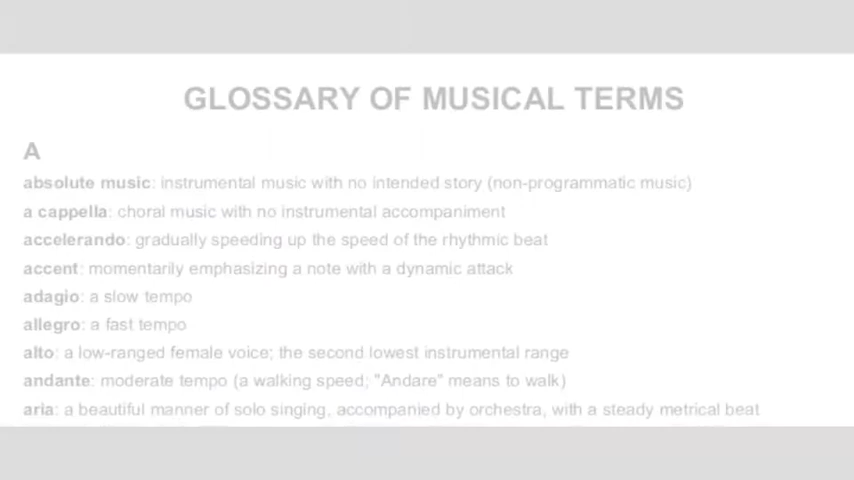 GLOSSARY OF MUSICAL TERMS
A
absolute music: instrumental music with no intended story (non-programmatic music)
a cappella: choral music with no instrumental accompaniment
accelerando: gradually speeding up the speed of the rhythmic beat
accent: momentarily emphasizing a note with a dynamic attack
adagio: a slow tempo
allegro: a fast tempo
alto: a low-ranged female voice; the second lowest instrumental range
andante: moderate tempo (a walking speed; "Andare" means to walk)
aria: a beautiful manner of solo singing, accompanied by orchestra, with a steady metrical beat